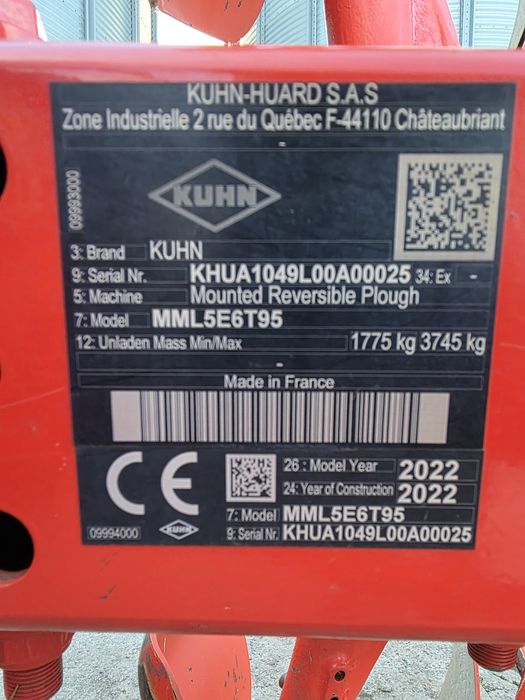 KUHN-HUARD S.A.S
Zone Industrielle 2 rue du Québec F-44110 Châteaubriant
-
09993000
KUHN
3: Brand KUHN
9: Serial Nr. KHUA1049L00A00025 34: Ex -
5: Machine Mounted Reversible Plough
7: Model MML5E6T95
12: Unladen Mass Min/Max 1775 kg 3745 kg
-
Made in France
CE
26 : Model Year 2022
24: Year of Construction 2022
7: Model MML5E6T95
09994000 KUHN 9: Serial Nr. KHUA1049L00A00025